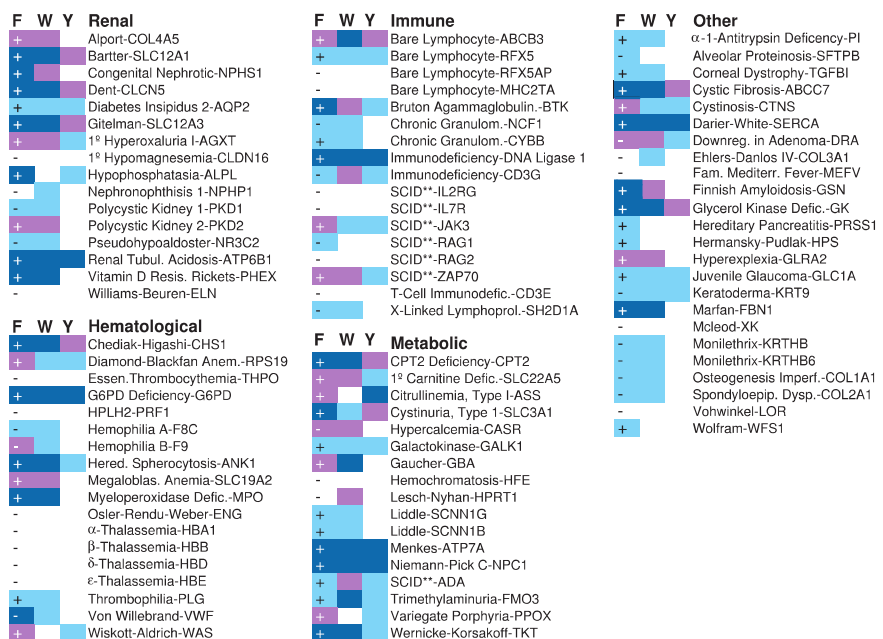 F W Y Renal
+ Alport-COL4A5
+ Bartter-SLC12A1
+ Congenital Nephrotic-NPHS1
+ Dent-CLCN5
+ Diabetes Insipidus 2-AQP2
+ Gitelman-SLC12A3
+ 1º Hyperoxaluria I-AGXT
- 1º Hypomagnesemia-CLDN16
+ Hypophosphatasia-ALPL
- Nephronophthisis 1-NPHP1
- Polycystic Kidney 1-PKD1
+ Polycystic Kidney 2-PKD2
- Pseudohypoaldoster-NR3C2
+ Renal Tubul. Acidosis-ATP6B1
+ Vitamin D Resis. Rickets-PHEX
- Williams-Beuren-ELN
F W Y Hematological
+ Chediak-Higashi-CHS1
+ Diamond-Blackfan Anem.-RPS19
- Essen.Thrombocythemia-THPO
+ G6PD Deficiency-G6PD
- HPLH2-PRF1
- Hemophilia A-F8C
- Hemophilia B-F9
+ Hered. Spherocytosis-ANK1
+ Megaloblas. Anemia-SLC19A2
+ Myeloperoxidase Defic.-MPO
- Osler-Rendu-Weber-ENG
- α-Thalassemia-HBA1
- β-Thalassemia-HBB
- δ-Thalassemia-HBD
- ε-Thalassemia-HBE
+ Thrombophilia-PLG
- Von Willebrand-VWF
+ Wiskott-Aldrich-WAS
F W Y Immune
+ Bare Lymphocyte-ABCB3
+ Bare Lymphocyte-RFX5
- Bare Lymphocyte-RFX5AP
- Bare Lymphocyte-MHC2TA
+ Bruton Agammaglobulin.-BTK
- Chronic Granulom.-NCF1
+ Chronic Granulom.-CYBB
+ Immunodeficiency-DNA Ligase 1
- Immunodeficiency-CD3G
- SCID**-IL2RG
- SCID**-IL7R
+ SCID**-JAK3
- SCID**-RAG1
- SCID**-RAG2
+ SCID**-ZAP70
- T-Cell Immunodefic.-CD3E
- X-Linked Lymphoprol.-SH2D1A
F W Y Metabolic
+ CPT2 Deficiency-CPT2
+ 1º Carnitine Defic.-SLC22A5
+ Citrullinemia, Type I-ASS
+ Cystinuria, Type 1-SLC3A1
- Hypercalcemia-CASR
+ Galactokinase-GALK1
+ Gaucher-GBA
- Hemochromatosis-HFE
- Lesch-Nyhan-HPRT1
+ Liddle-SCNN1G
+ Liddle-SCNN1B
+ Menkes-ATP7A
+ Niemann-Pick C-NPC1
+ SCID**-ADA
+ Trimethylaminuria-FMO3
+ Variegate Porphyria-PPOX
+ Wernicke-Korsakoff-TKT
F W Y Other
+ α-1-Antitrypsin Deficency-PI
- Alveolar Proteinosis-SFTPB
+ Corneal Dystrophy-TGFBI
+ Cystic Fibrosis-ABCC7
+ Cystinosis-CTNS
+ Darier-White-SERCA
- Downreg. in Adenoma-DRA
- Ehlers-Danlos IV-COL3A1
- Fam. Mediterr. Fever-MEFV
+ Finnish Amyloidosis-GSN
+ Glycerol Kinase Defic.-GK
+ Hereditary Pancreatitis-PRSS1
+ Hermansky-Pudlak-HPS
+ Hyperexplexia-GLRA2
+ Juvenile Glaucoma-GLC1A
- Keratoderma-KRT9
+ Marfan-FBN1
- Mcleod-XK
- Monilethrix-KRTHB
- Monilethrix-KRTHB6
- Osteogenesis Imperf.-COL1A1
- Spondyloepip. Dysp.-COL2A1
- Vohwinkel-LOR
+ Wolfram-WFS1